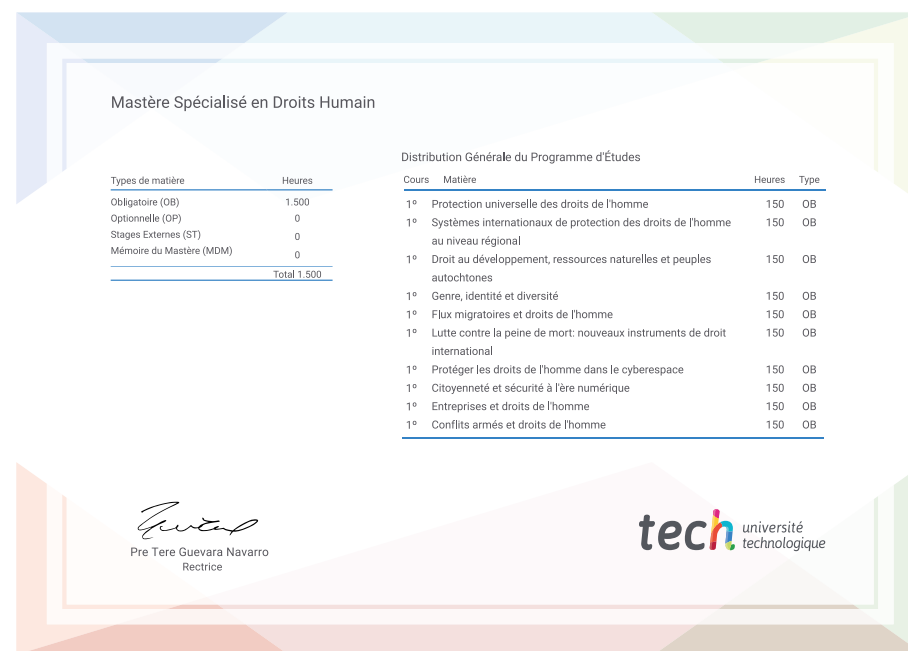 Mastère Spécialisé en Droits Humain
Types de matière Heures
Obligatoire (OB) 1.500
Optionnelle (OP) 0
Stages Externes (ST) 0
Mémoire du Mastère (MDM) 0
Total 1.500
Distribution Générale du Programme d'Études
Cours Matière Heures Type
1º Protection universelle des droits de l'homme 150 OB
1º Systèmes internationaux de protection des droits de l'homme 150 OB
au niveau régional
1º Droit au développement, ressources naturelles et peuples 150 OB
autochtones
1º Genre, identité et diversité 150 OB
1º Flux migratoires et droits de l'homme 150 OB
1º Lutte contre la peine de mort: nouveaux instruments de droit 150 OB
international
1º Protéger les droits de l'homme dans le cyberespace 150 OB
1º Citoyenneté et sécurité à l'ère numérique 150 OB
1º Entreprises et droits de l'homme 150 OB
1º Conflits armés et droits de l'homme 150 OB
Pre Tere Guevara Navarro
Rectrice
tech université
technologique